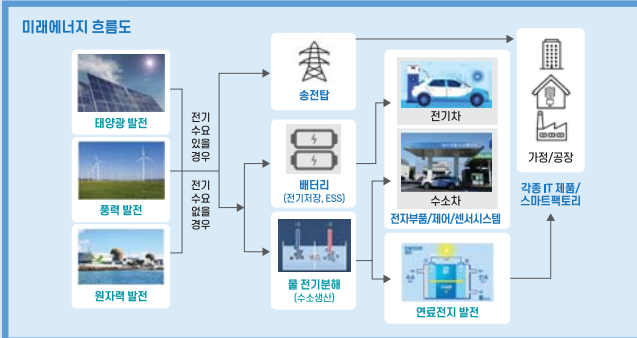 미래에너지 흐름도
태양광 발전
풍력 발전
원자력 발전
전기
수요
있을
경우
전기
수요
없을
경우
송전탑
배터리
(전기저장, ESS)
H₂O
물 전기분해
(수소생산)
전기차
수소차
전자부품/제어/센서시스템
연료전지 발전
가정/공장
각종 IT 제품/
스마트팩토리